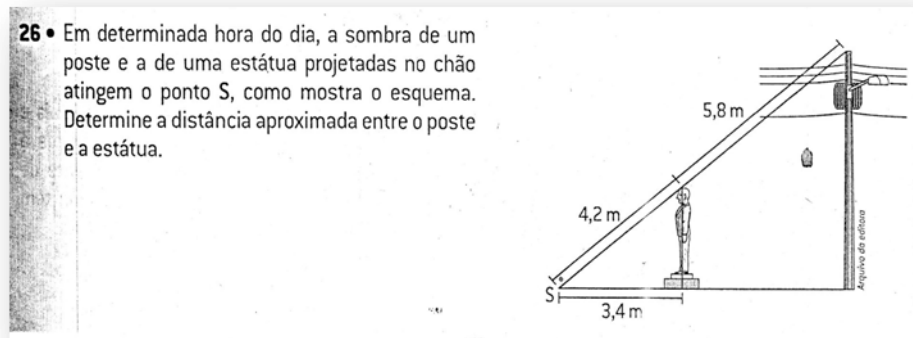 26 • Em determinada hora do dia, a sombra de um
poste e a de uma estátua projetadas no chão
atingem o ponto S, como mostra o esquema.
Determine a distância aproximada entre o poste
e a estátua.
5,8 m
4,2 m
S
3,4 m
Arquivo da editora